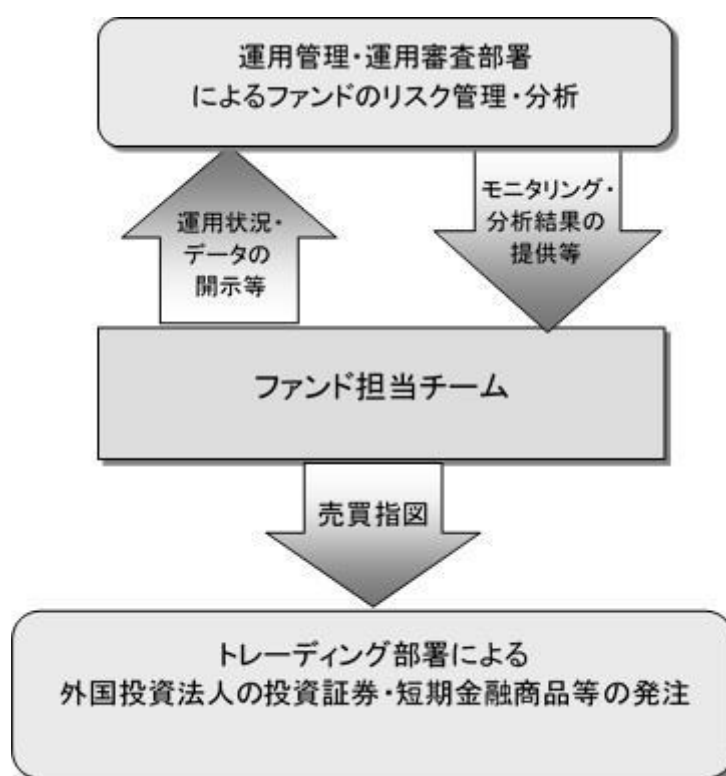 運用管理・運用審査部署
によるファンドのリスク管理・分析
運用状況・
データの
開示等
モニタリング・
分析結果の
提供等
ファンド担当チーム
売買指図
トレーディング部署による
外国投資法人の投資証券・短期金融商品等の発注